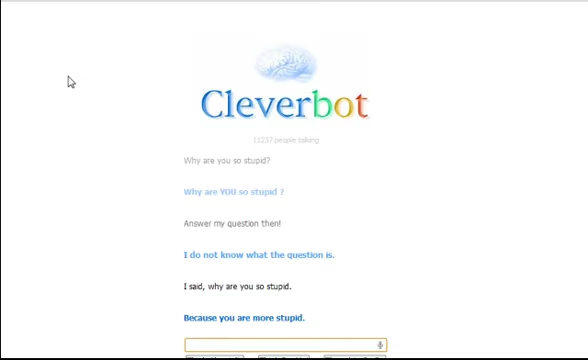 Cleverbot
11237 people talking
Why are you so stupid?
Why are YOU so stupid ?
Answer my question then!
I do not know what the question is.
I said, why are you so stupid.
Because you are more stupid.